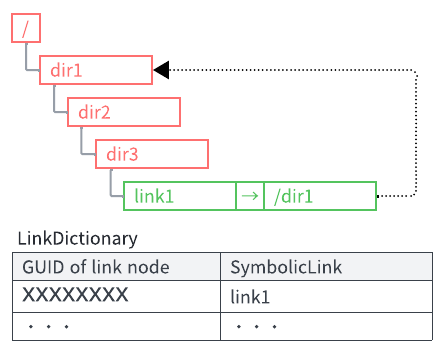 /
dir1
dir2
dir3
link1 → /dir1
LinkDictionary
GUID of link node SymbolicLink
XXXXXXXX link1
・・・ ・・・